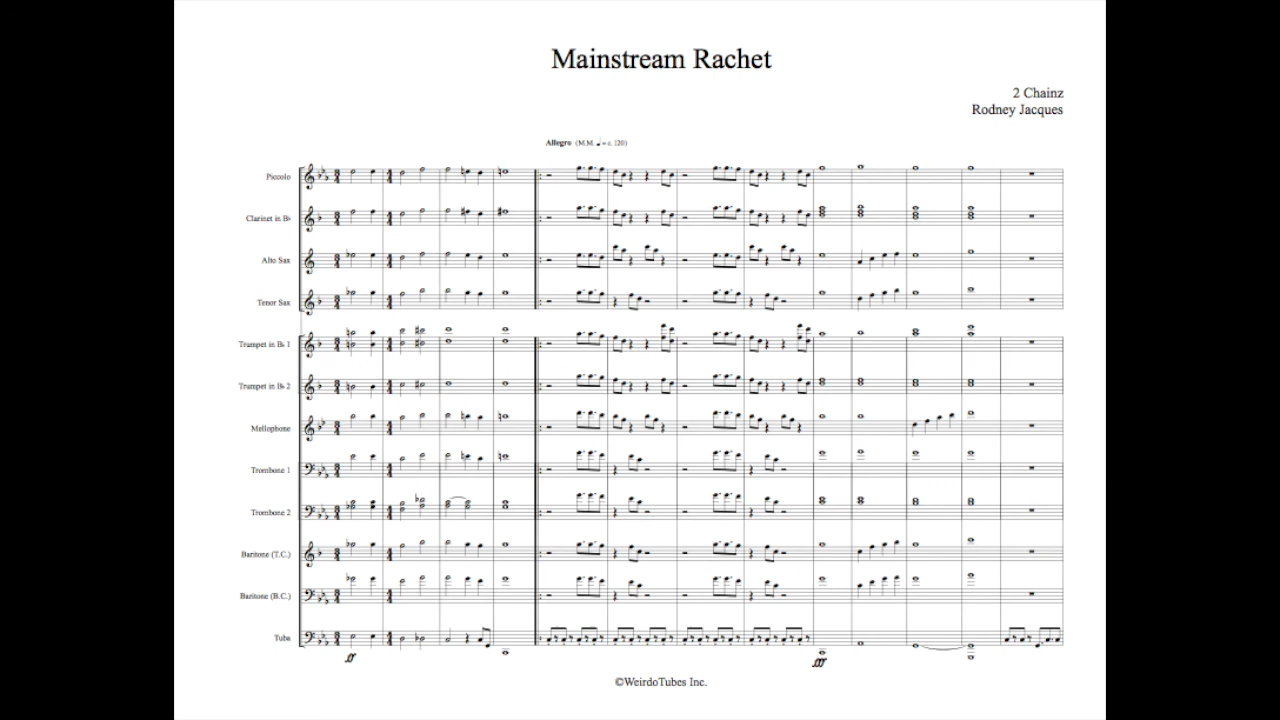 Mainstream Rachet
2 Chainz
Rodney Jacques
Allegro (M.M. ♩ = c. 120)
Piccolo
Clarinet in B♭
Alto Sax
Tenor Sax
Trumpet in B♭ 1
Trumpet in B♭ 2
Mellophone
Trombone 1
Trombone 2
Baritone (T.C.)
Baritone (B.C.)
Tuba
ff
fff
©WeirdoTubes Inc.